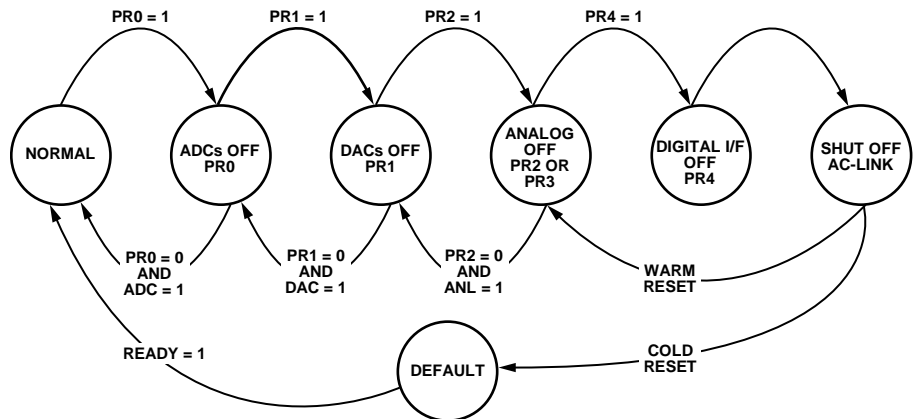 PR0 = 1
PR1 = 1
PR2 = 1
PR4 = 1
NORMAL
ADCs OFF
PR0
DACs OFF
PR1
ANALOG
OFF
PR2 OR
PR3
DIGITAL I/F
OFF
PR4
SHUT OFF
AC-LINK
PR0 = 0
AND
ADC = 1
PR1 = 0
AND
DAC = 1
PR2 = 0
AND
ANL = 1
WARM
RESET
READY = 1
DEFAULT
COLD
RESET